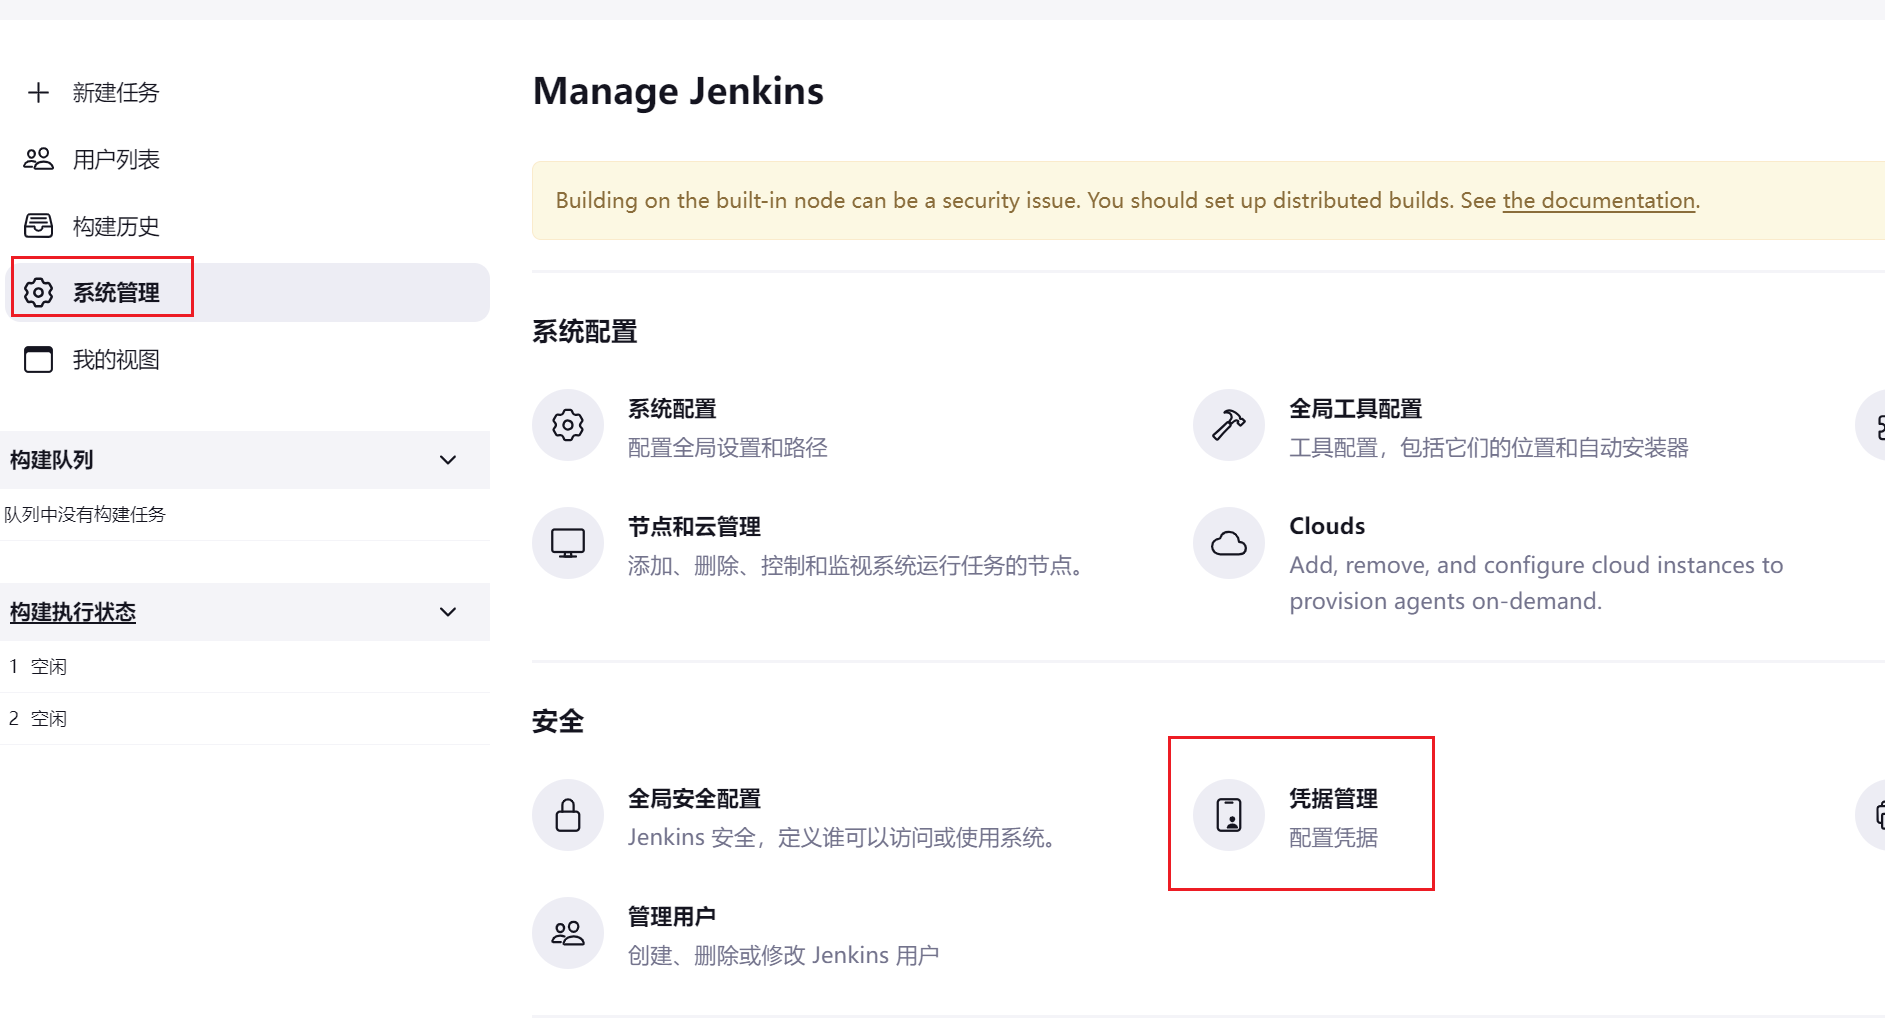 新建任务
用户列表
构建历史
系统管理
我的视图
构建队列
队列中没有构建任务
构建执行状态
1 空闲
2 空闲
Manage Jenkins
Building on the built-in node can be a security issue. You should set up distributed builds. See the documentation.
系统配置
系统配置
配置全局设置和路径
全局工具配置
工具配置，包括它们的位置和自动安装器
节点和云管理
添加、删除、控制和监视系统运行任务的节点。
Clouds
Add, remove, and configure cloud instances to
provision agents on-demand.
安全
全局安全配置
Jenkins 安全，定义谁可以访问或使用系统。
凭据管理
配置凭据
管理用户
创建、删除或修改 Jenkins 用户